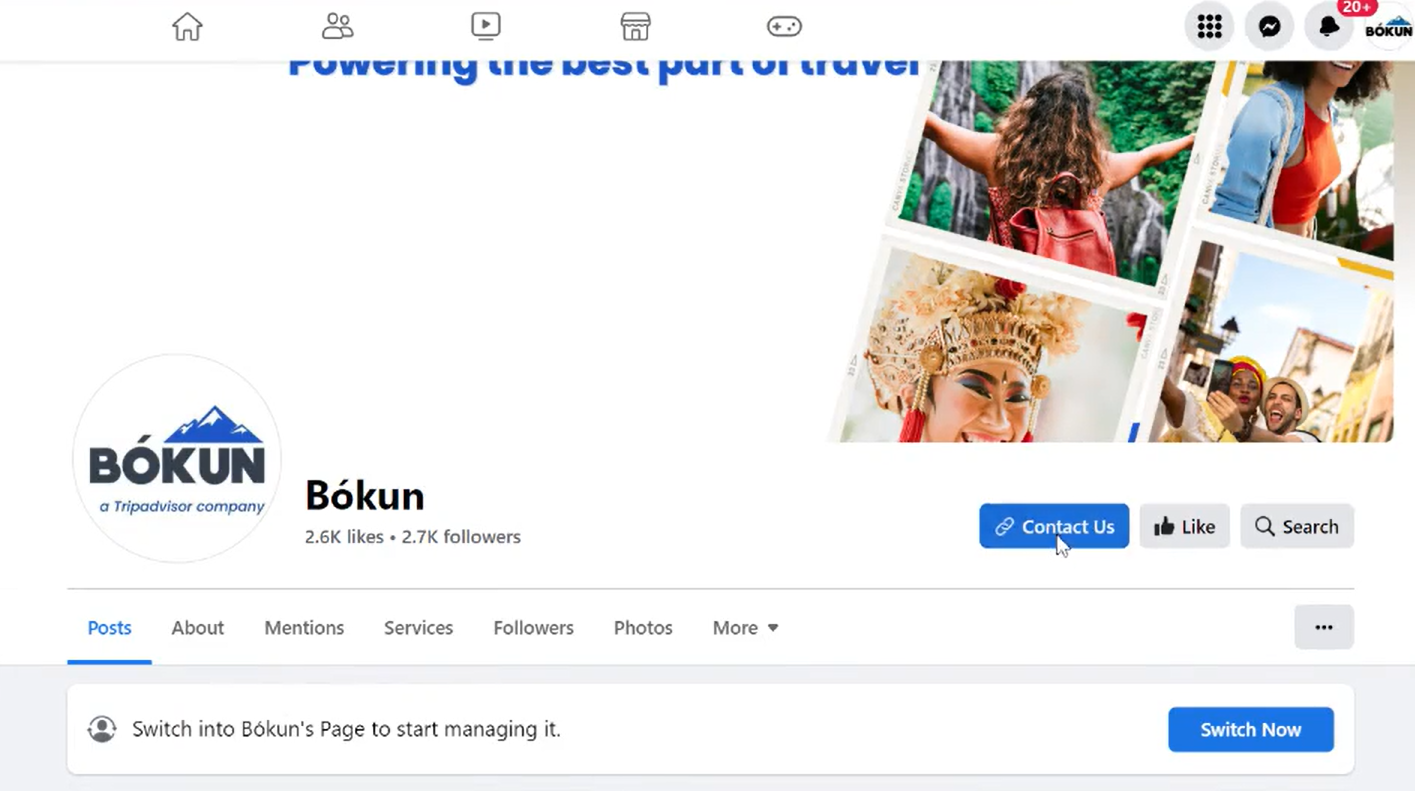 20+
BÓKUN
Powering the best part of travel
BÓKUN
a Tripadvisor company
Bókun
2.6K likes • 2.7K followers
Contact Us
Like
Search
Posts
About
Mentions
Services
Followers
Photos
More
Switch into Bókun's Page to start managing it.
Switch Now